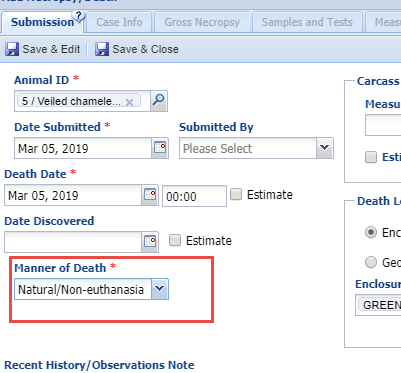 Add Necropsy/Death
Submission ? Case Info Gross Necropsy Samples and Tests Meas
Save & Edit Save & Close
Animal ID *
5 / Veiled chamele... ×
Date Submitted * Submitted By
Mar 05, 2019 Please Select
Death Date *
Mar 05, 2019 00:00 Estimate
Date Discovered
Estimate
Manner of Death *
Natural/Non-euthanasia
Recent History/Observations Note
Carcass
Measu
Esti
Death Lo
Enc
Geo
Enclosur
GREEN